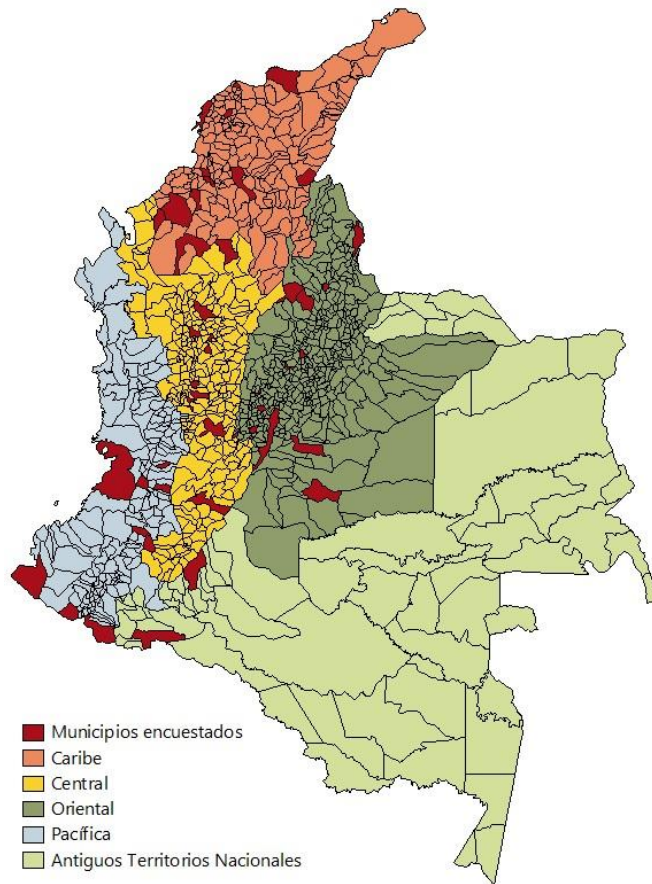 Municipios encuestados
Caribe
Central
Oriental
Pacífica
Antiguos Territorios Nacionales